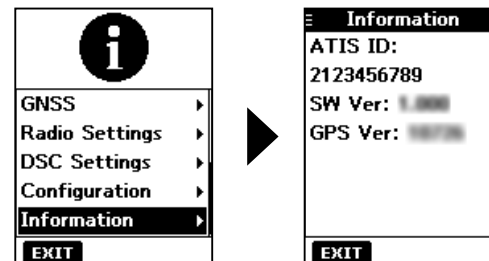 GNSS
Radio Settings
DSC Settings
Configuration
Information
EXIT
Information
ATIS ID:
2123456789
SW Ver:
GPS Ver:
EXIT